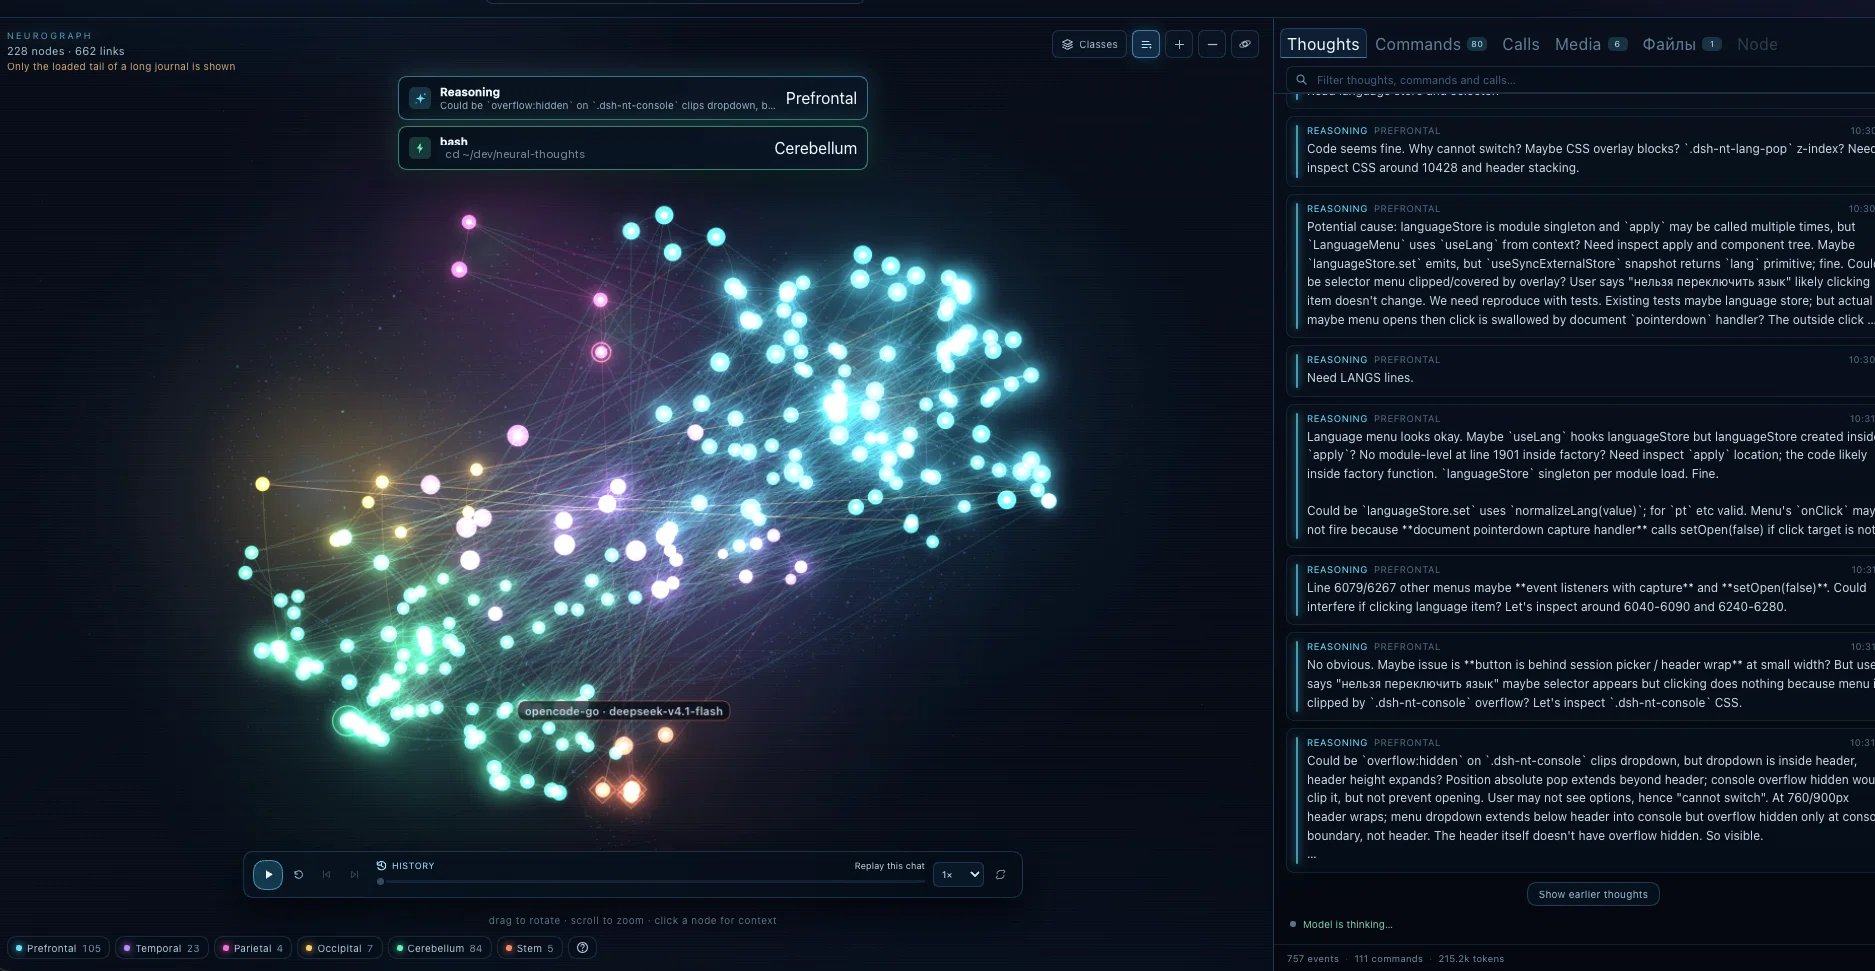 NEUROGRAPH
228 nodes · 662 links
Only the loaded tail of a long journal is shown
Classes
Reasoning
Could be `overflow:hidden` on `.dsh-nt-console` clips dropdown, b...
Prefrontal
bash
cd ~/dev/neural-thoughts
Cerebellum
opencode-go · deepseek-v4.1-flash
HISTORY
Replay this chat
1×
drag to rotate · scroll to zoom · click a node for context
Prefrontal 105
Temporal 23
Parietal 4
Occipital 7
Cerebellum 84
Stem 5
Thoughts
Commands 80
Calls
Media 6
Файлы 1
Node
Filter thoughts, commands and calls...
REASONING PREFRONTAL 10:30
Code seems fine. Why cannot switch? Maybe CSS overlay blocks? `.dsh-nt-lang-pop` z-index? Need
inspect CSS around 10428 and header stacking.
REASONING PREFRONTAL 10:30
Potential cause: languageStore is module singleton and `apply` may be called multiple times, but
`LanguageMenu` uses `useLang` from context? Need inspect apply and component tree. Maybe
`languageStore.set` emits, but `useSyncExternalStore` snapshot returns `lang` primitive; fine. Could
be selector menu clipped/covered by overlay? User says "нельзя переключить язык" likely clicking
item doesn't change. We need reproduce with tests. Existing tests maybe language store; but actual
maybe menu opens then click is swallowed by document `pointerdown` handler? The outside click ...
REASONING PREFRONTAL 10:30
Need LANGS lines.
REASONING PREFRONTAL 10:31
Language menu looks okay. Maybe `useLang` hooks languageStore but languageStore created inside
`apply`? No module-level at line 1901 inside factory? Need inspect `apply` location; the code likely
inside factory function. `languageStore` singleton per module load. Fine.
Could be `languageStore.set` uses `normalizeLang(value)`; for `pt` etc valid. Menu's `onClick` may
not fire because **document pointerdown capture handler** calls setOpen(false) if click target is not
REASONING PREFRONTAL 10:31
Line 6079/6267 other menus maybe **event listeners with capture** and **setOpen(false)**. Could
interfere if clicking language item? Let's inspect around 6040-6090 and 6240-6280.
REASONING PREFRONTAL 10:31
No obvious. Maybe issue is **button is behind session picker / header wrap** at small width? But use
says "нельзя переключить язык" maybe selector appears but clicking does nothing because menu i
clipped by `.dsh-nt-console` overflow? Let's inspect `.dsh-nt-console` CSS.
REASONING PREFRONTAL 10:31
Could be `overflow:hidden` on `.dsh-nt-console` clips dropdown, but dropdown is inside header,
header height expands? Position absolute pop extends beyond header; console overflow hidden wou
clip it, but not prevent opening. User may not see options, hence "cannot switch". At 760/900px
header wraps; menu dropdown extends below header into console but overflow hidden only at conso
boundary, not header. The header itself doesn't have overflow hidden. So visible.
...
Show earlier thoughts
Model is thinking...
757 events · 111 commands · 215.2k tokens